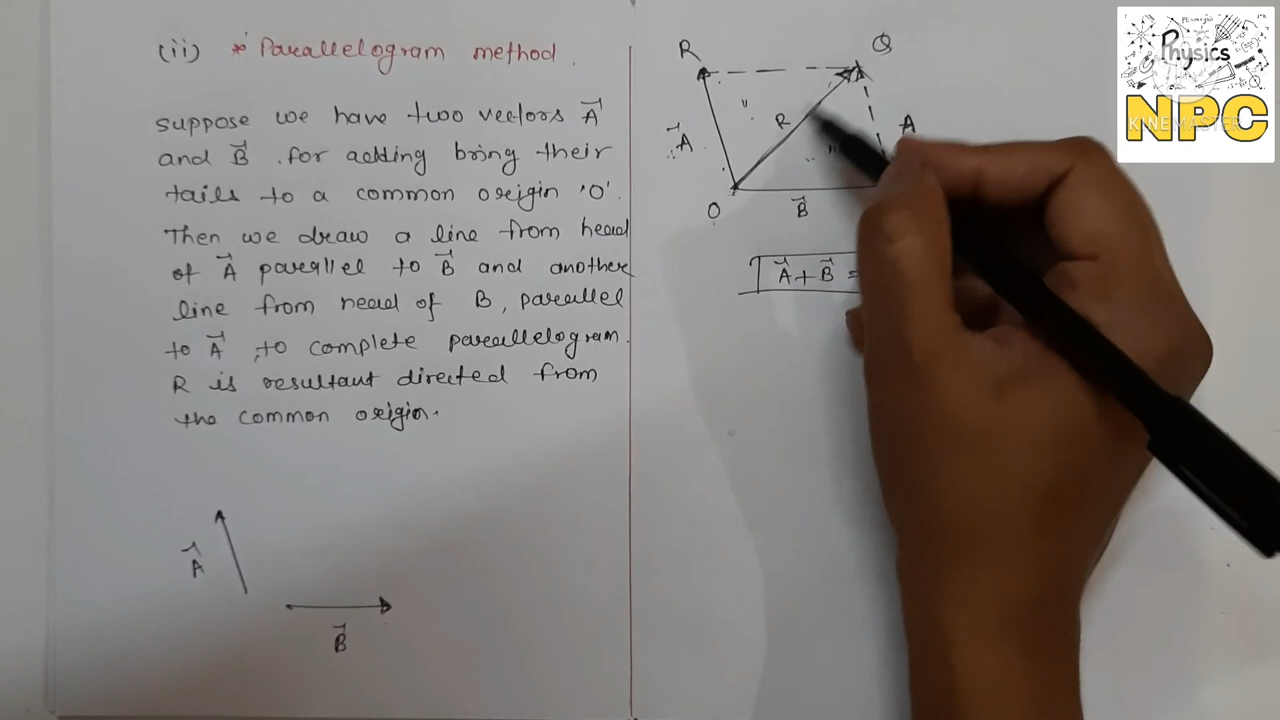 (ii) * Parallelogram method.
suppose we have two vectors A⃗
and B⃗ . for adding bring their
tails to a common origin 'O'.
Then we draw a line from head
of A⃗ parallel to B⃗ and another
line from head of B, parallel
to A⃗ , to complete parallelogram.
R is resultant directed from
the common origin.
A⃗
B⃗
R
Q
A⃗
R
A
O
B⃗
A⃗ + B⃗ =
Physics
NPC
KINEMASTER